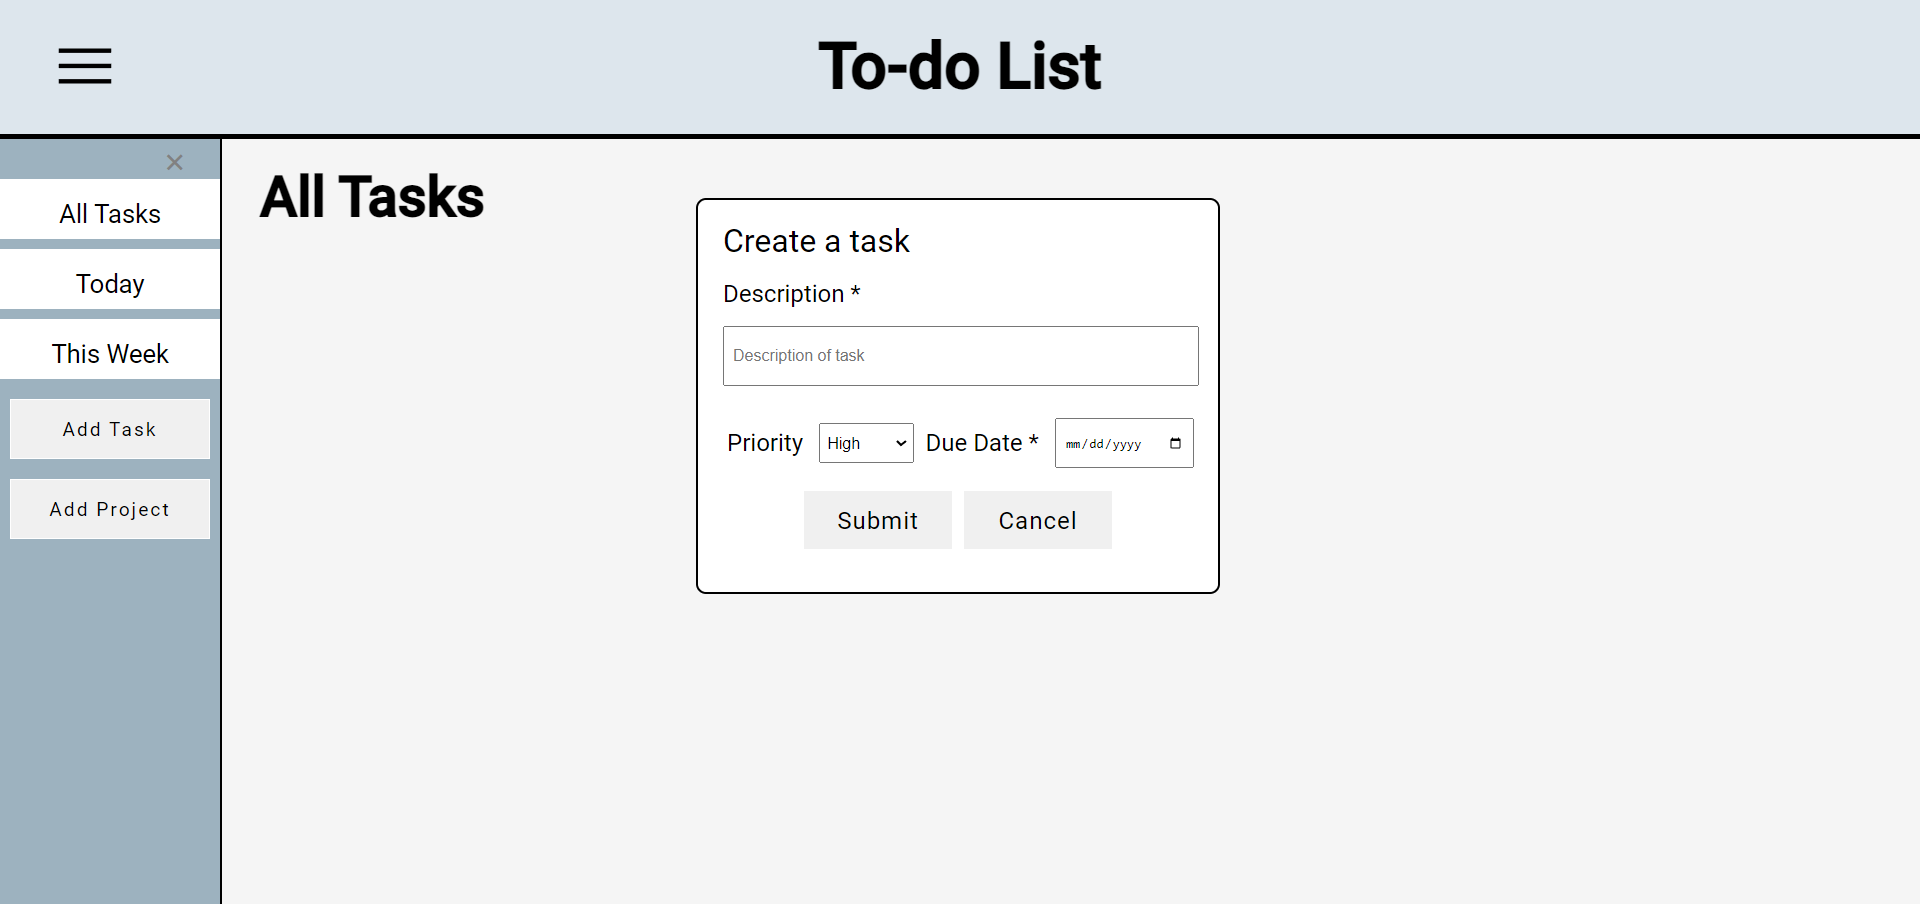 To-do List
All Tasks
Today
This Week
Add Task
Add Project
All Tasks
Create a task
Description *
Description of task
Priority High Due Date * mm/dd/yyyy
Submit Cancel